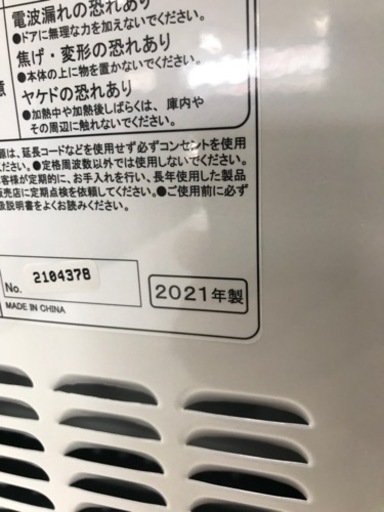 電波漏れの恐れあり
●ドアに無理な力を加えないでください。
焦げ・変形の恐れあり
●本体の上に物を置かないでください。
意 ヤケドの恐れあり
●加熱中や加熱後しばらくは、庫内や
その周辺に触れないでください。
源は、延長コードなどを使用せず必ずコンセントを使用
ださい。●定格周波数以外では使用しないでください。
客様が定期的に、お手入れを行い、長年使用した製品
販売店に定期点検を依頼してください。●ご使用前に必ず
扱説明書をよくお読みください。
No. 2104378
2021年製
MADE IN CHINA